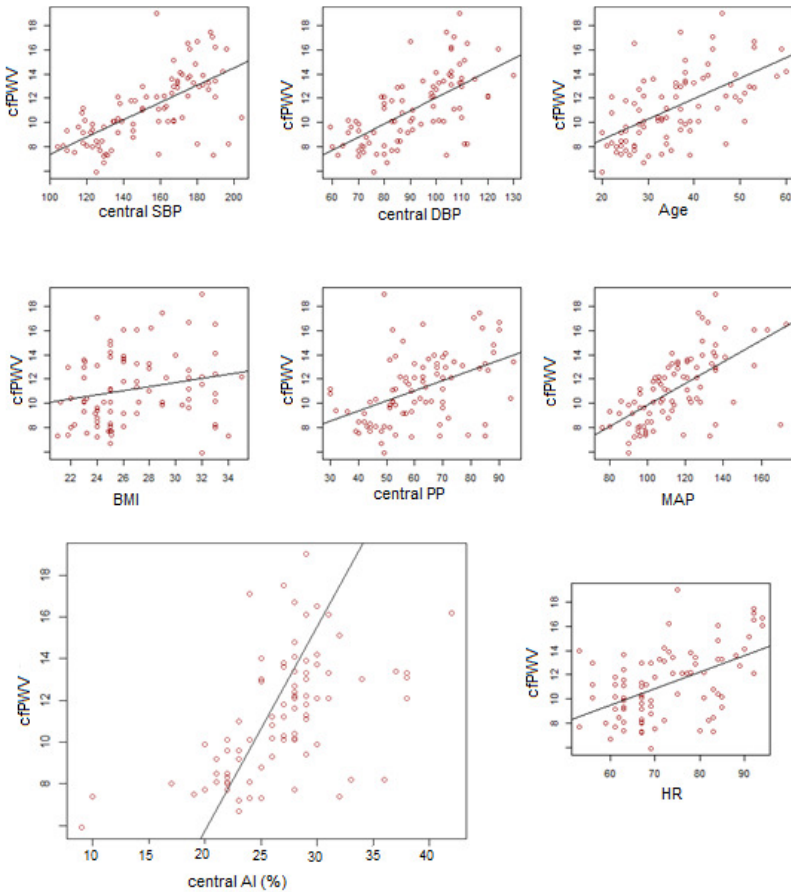 cfPWV
8 10 12 14 16 18
100 120 140 160 180 200
central SBP
cfPWV
8 10 12 14 16 18
60 70 80 90 100 110 120 130
central DBP
cfPWV
8 10 12 14 16 18
20 30 40 50 60
Age
cfPWV
8 10 12 14 16 18
22 24 26 28 30 32 34
BMI
cfPWV
8 10 12 14 16 18
30 40 50 60 70 80 90
central PP
cfPWV
8 10 12 14 16 18
80 100 120 140 160
MAP
cfPWV
8 10 12 14 16 18
10 15 20 25 30 35 40
central AI (%)
cfPWV
8 10 12 14 16 18
60 70 80 90
HR